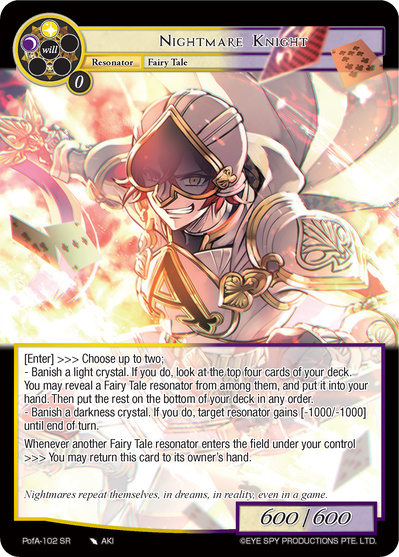 Nightmare Knight
will
Resonator Fairy Tale
0
[Enter] >>> Choose up to two;
- Banish a light crystal. If you do, look at the top four cards of your deck.
You may reveal a Fairy Tale resonator from among them, and put it into your
hand. Then put the rest on the bottom of your deck in any order.
- Banish a darkness crystal. If you do, target resonator gains [-1000/-1000]
until end of turn.
Whenever another Fairy Tale resonator enters the field under your control
>>> You may return this card to its owner's hand.
Nightmares repeat themselves, in dreams, in reality, even in a game.
600/600
PofA-102 SR AKI ©EYE SPY PRODUCTIONS PTE. LTD.